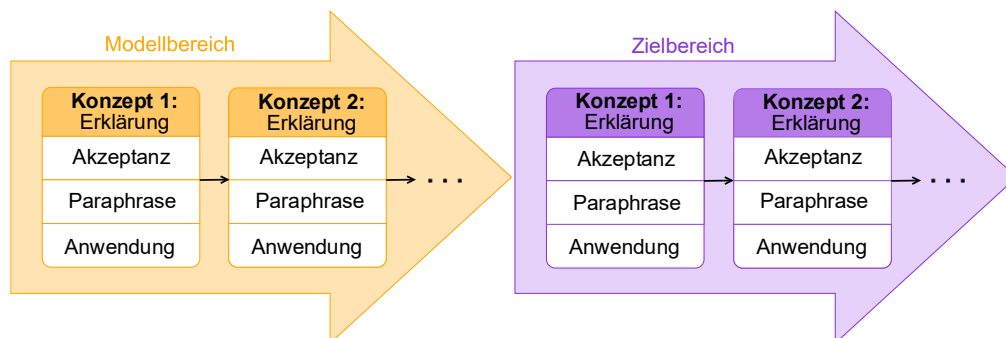 Modellbereich
Konzept 1:
Erklärung
Akzeptanz
Paraphrase
Anwendung
Konzept 2:
Erklärung
Akzeptanz
Paraphrase
Anwendung
. . .
Zielbereich
Konzept 1:
Erklärung
Akzeptanz
Paraphrase
Anwendung
Konzept 2:
Erklärung
Akzeptanz
Paraphrase
Anwendung
. . .